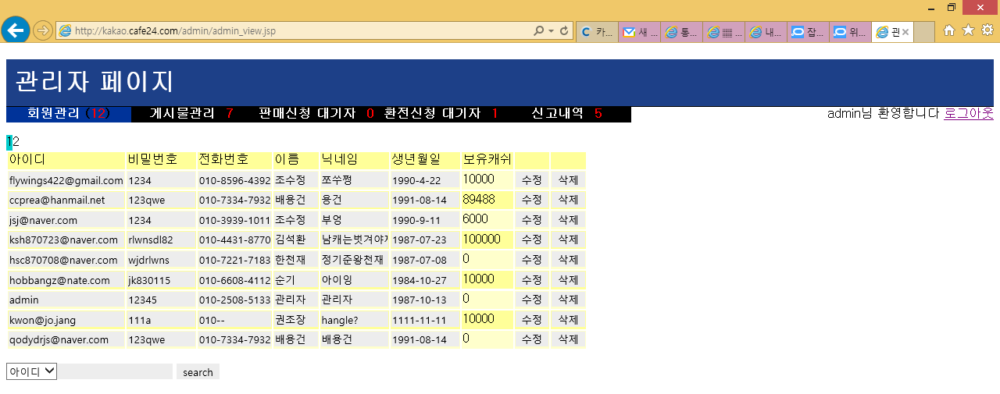 http://kakao.cafe24.com/admin/admin_view.jsp 카... 새 ... 통... 내... 잡... 위... 관
관리자 페이지
회원관리 (12) 게시물관리 7 판매신청 대기자 0 환전신청 대기자 1 신고내역 5 admin님 환영합니다 로그아웃
12
아이디 비밀번호 전화번호 이름 닉네임 생년월일 보유캐쉬
flywings422@gmail.com 1234 010-8596-4392 조수정 쪼쑤쩡 1990-4-22 10000 수정 삭제
ccprea@hanmail.net 123qwe 010-7334-7932 배용건 용건 1991-08-14 89488 수정 삭제
jsj@naver.com 1234 010-3939-1011 조수정 부엉 1990-9-11 6000 수정 삭제
ksh870723@naver.com rlwnsdl82 010-4431-8770 김석환 남캐는벗겨야 1987-07-23 100000 수정 삭제
hsc870708@naver.com wjdrlwns 010-7221-7183 한천재 정기준왕천재 1987-07-08 0 수정 삭제
hobbangz@nate.com jk830115 010-6608-4112 순기 아이잉 1984-10-27 10000 수정 삭제
admin 12345 010-2508-5133 관리자 관리자 1987-10-13 0 수정 삭제
kwon@jo.jang 111a 010-- 권조장 hangle? 1111-11-11 10000 수정 삭제
qodydrjs@naver.com 123qwe 010-7334-7932 배용건 배용건 1991-08-14 0 수정 삭제
아이디 search